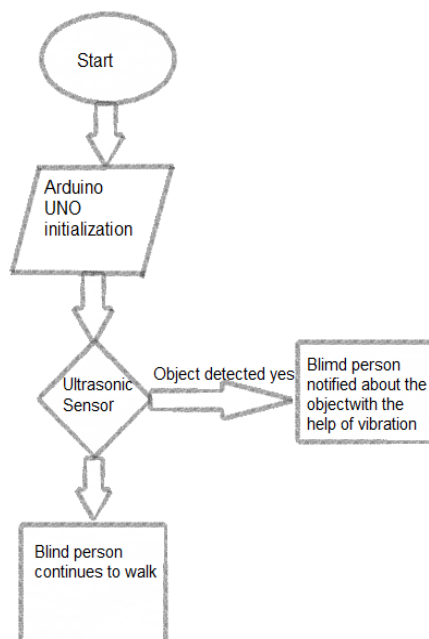 Start
Arduino
UNO
initialization
Ultrasonic
Sensor
Object detected yes
Blimd person
notified about the
objectwith the
help of vibration
Blind person
continues to walk